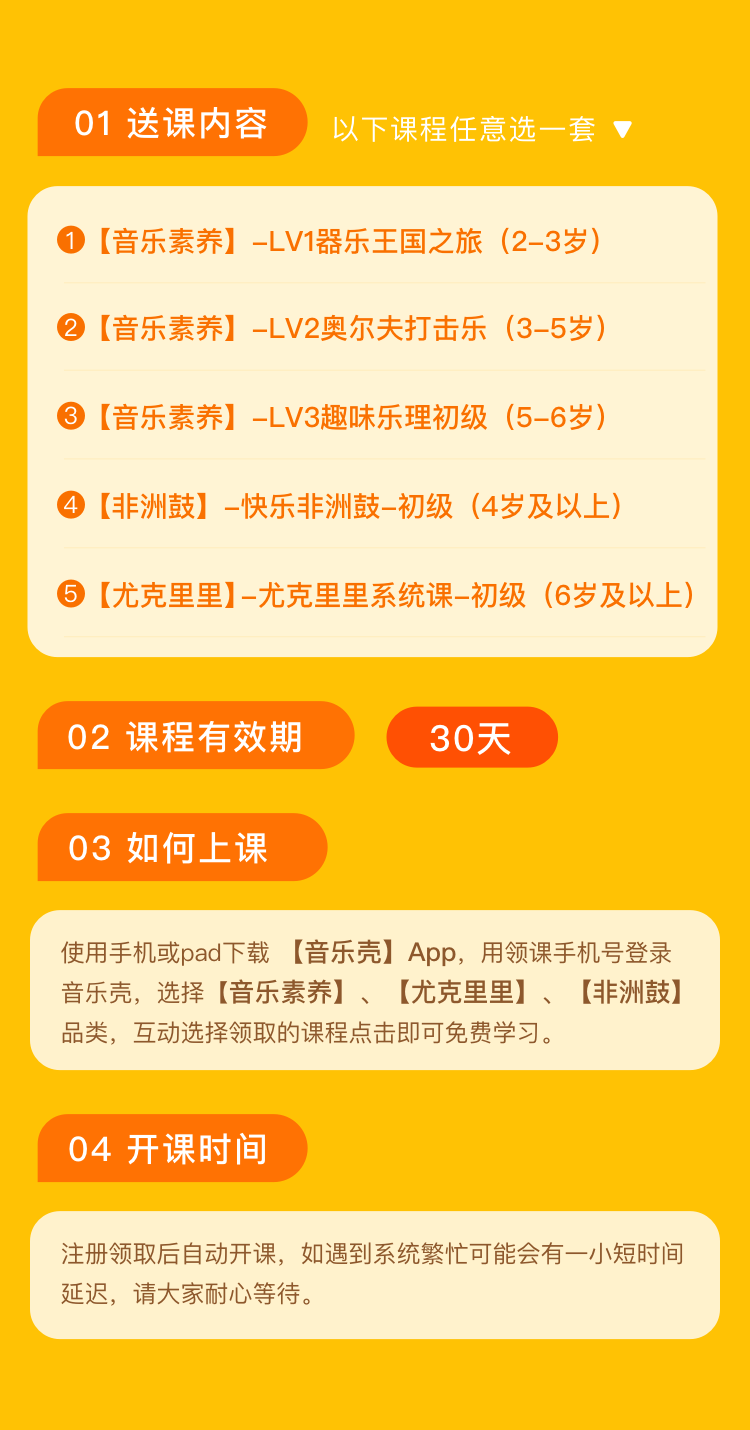 01 送课内容
以下课程任意选一套 ▼
❶【音乐素养】-LV1器乐王国之旅（2-3岁）
❷【音乐素养】-LV2奥尔夫打击乐（3-5岁）
❸【音乐素养】-LV3趣味乐理初级（5-6岁）
❹【非洲鼓】-快乐非洲鼓-初级（4岁及以上）
❺【尤克里里】-尤克里里系统课-初级（6岁及以上）
02 课程有效期
30天
03 如何上课
使用手机或pad下载 【音乐壳】App，用领课手机号登录
音乐壳，选择【音乐素养】、【尤克里里】、【非洲鼓】
品类，互动选择领取的课程点击即可免费学习。
04 开课时间
注册领取后自动开课，如遇到系统繁忙可能会有一小短时间
延迟，请大家耐心等待。